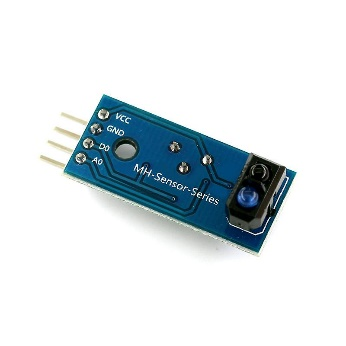 VCC
GND
D0
A0
MH-Sensor-Series